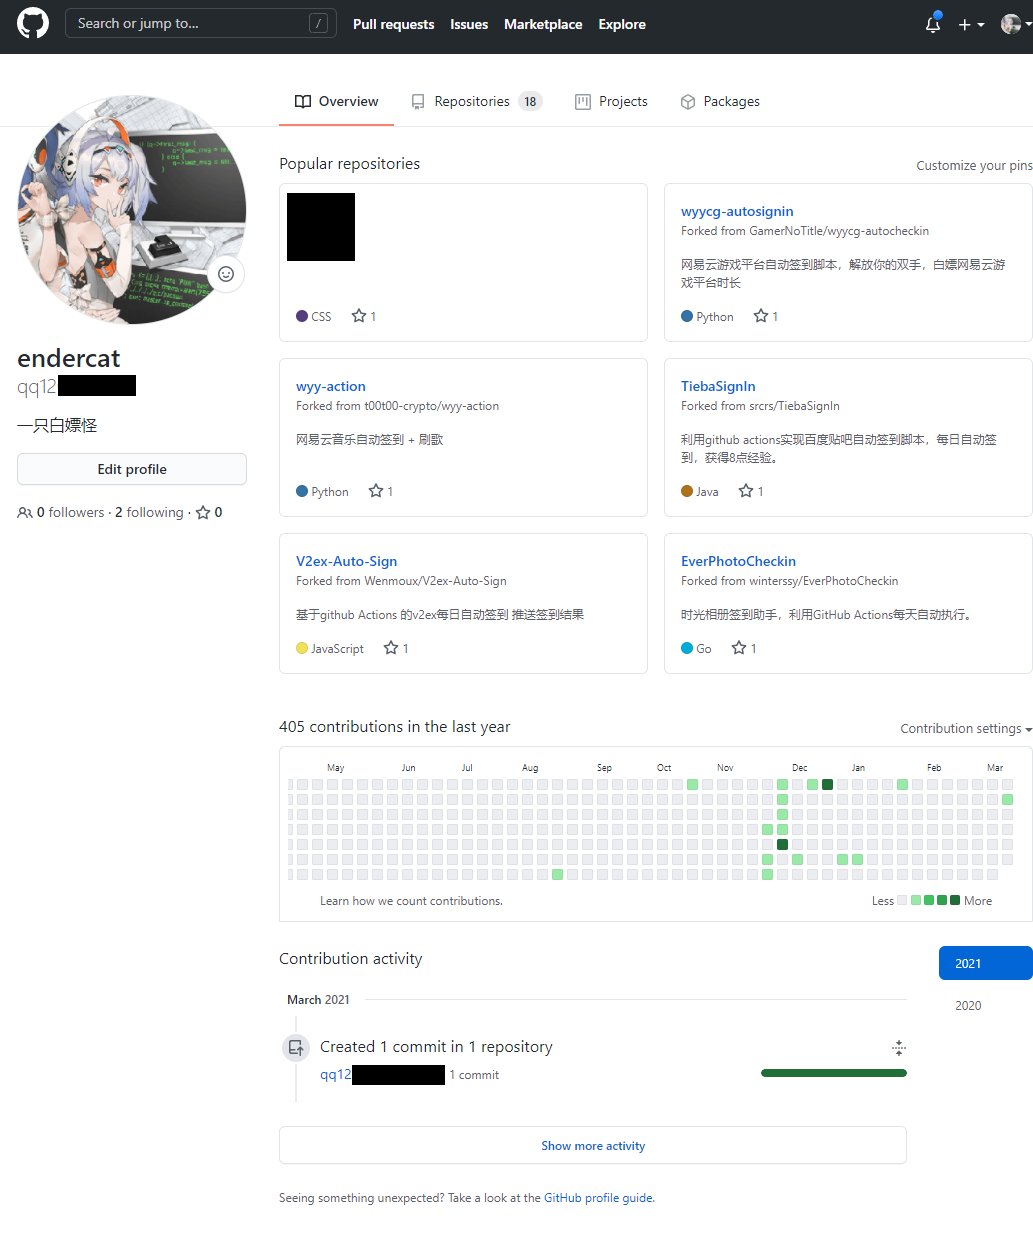 Search or jump to...
/
Pull requests
Issues
Marketplace
Explore
Overview
Repositories 18
Projects
Packages
endercat
qq12
一只白嫖怪
Edit profile
0 followers · 2 following · 0
Popular repositories
Customize your pins
CSS 1
wyycg-autosignin
Forked from GamerNoTitle/wyycg-autocheckin
网易云游戏平台自动签到脚本，解放你的双手，白嫖网易云游
戏平台时长
Python 1
wyy-action
Forked from t00t00-crypto/wyy-action
网易云音乐自动签到 + 刷歌
Python 1
TiebaSignIn
Forked from srcrs/TiebaSignIn
利用github actions实现百度贴吧自动签到脚本，每日自动签
到，获得8点经验。
Java 1
V2ex-Auto-Sign
Forked from Wenmoux/V2ex-Auto-Sign
基于github Actions 的v2ex每日自动签到 推送签到结果
JavaScript 1
EverPhotoCheckin
Forked from winterssy/EverPhotoCheckin
时光相册签到助手，利用GitHub Actions每天自动执行。
Go 1
405 contributions in the last year
Contribution settings
May Jun Jul Aug Sep Oct Nov Dec Jan Feb Mar
Learn how we count contributions.
Less More
Contribution activity
2021
2020
March 2021
Created 1 commit in 1 repository
qq12 1 commit
Show more activity
Seeing something unexpected? Take a look at the GitHub profile guide.